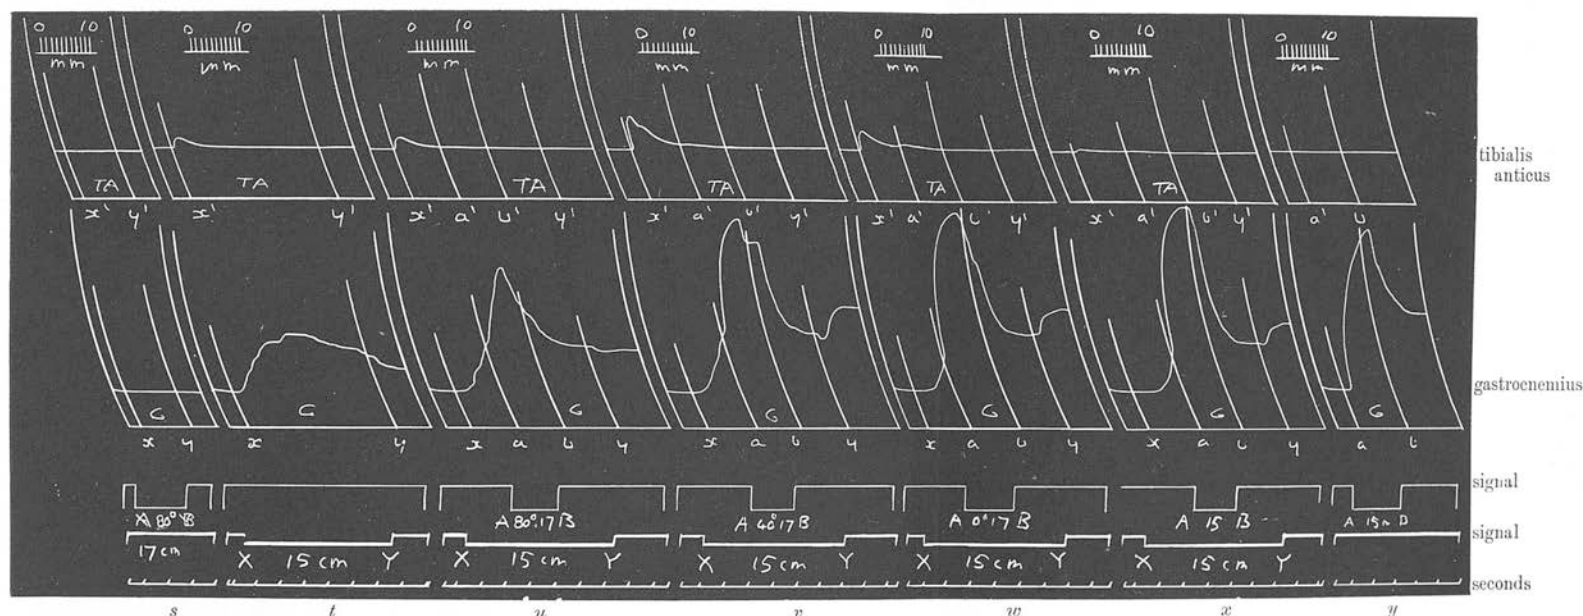 0 10 0 10 0 10 0 10 0 10 0 10 0 10
mm mm mm mm mm mm mm
tibialis
anticus
TA TA TA TA TA TA
x' y' x' y' x' a' b' y' x' a' b' y' x' a' b' y' x' a' b' y' a' b
gastrocnemius
G G G G G G G
x y x y x a b y x a b y x a b y x a b y a b
signal
A 80° 17 B A 40° 17 B A 0° 17 B A 15 B
signal
17 cm X 15 cm Y X 15 cm Y X 15 cm Y X 15 cm Y X 15 cm Y
seconds
s t u v w x y